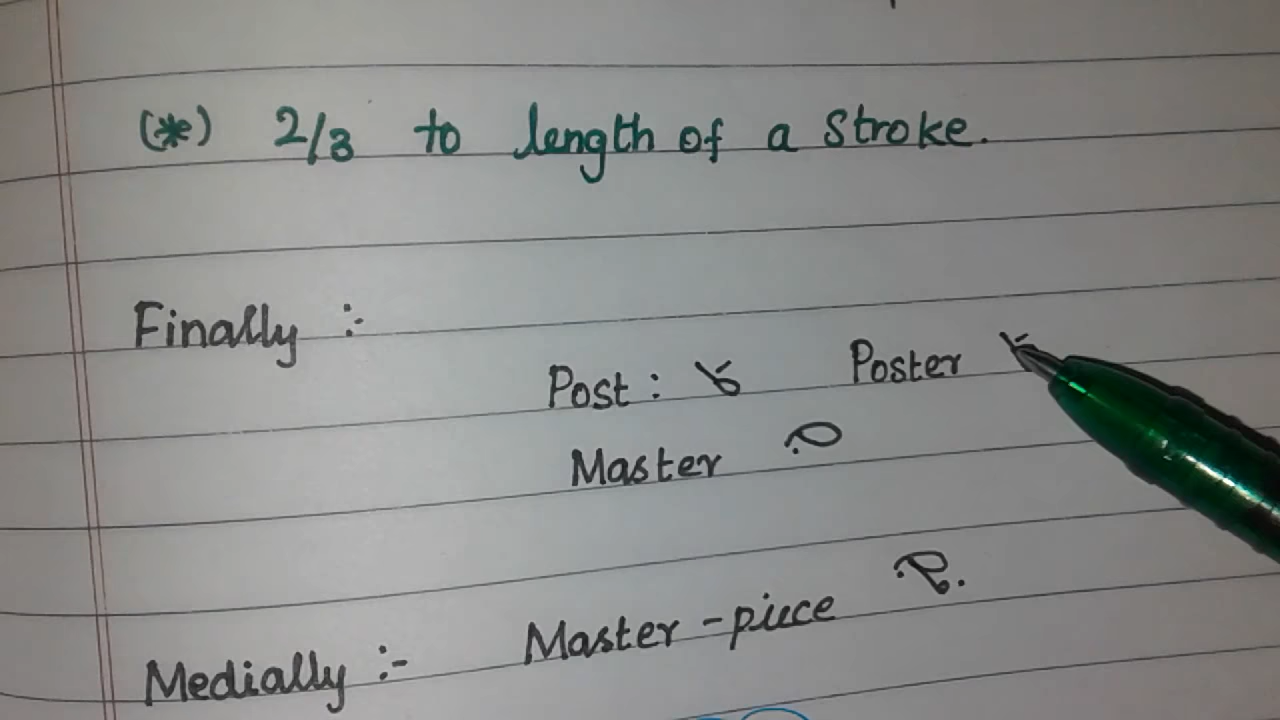 (*) 2/3 to length of a stroke.
Finally :-
Post : Poster
Master
Medially :- Master-piece